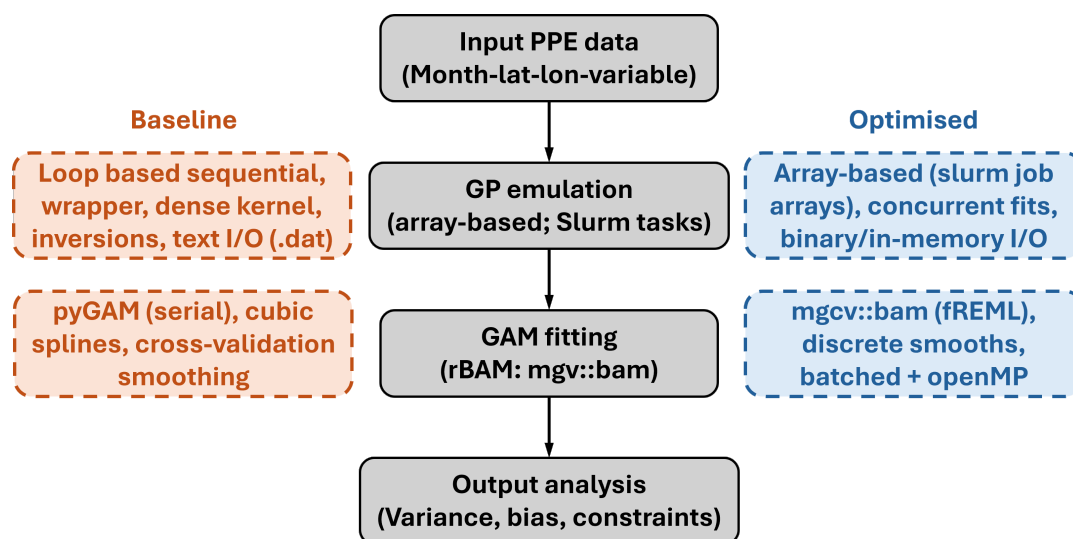 Input PPE data
(Month-lat-lon-variable)
Baseline
Optimised
Loop based sequential,
wrapper, dense kernel,
inversions, text I/O (.dat)
GP emulation
(array-based; Slurm tasks)
Array-based (slurm job
arrays), concurrent fits,
binary/in-memory I/O
pyGAM (serial), cubic
splines, cross-validation
smoothing
GAM fitting
(rBAM: mgv::bam)
mgcv::bam (fREML),
discrete smooths,
batched + openMP
Output analysis
(Variance, bias, constraints)